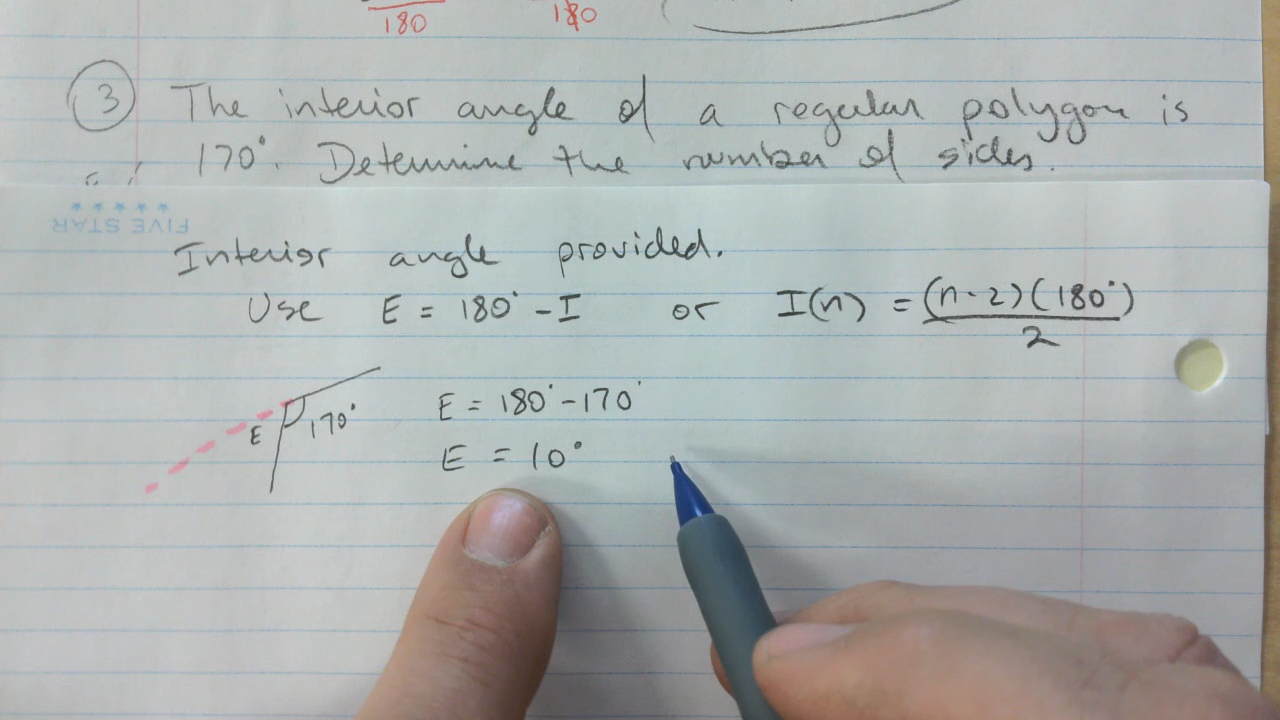 180 180
③ The interior angle of a regular polygon is
170°. Determine the number of sides.
FIVE STAR
Interior angle provided.
Use E = 180° - I or I(n) = (n-2)(180°)
2
E 170° E = 180° - 170°
E = 10°